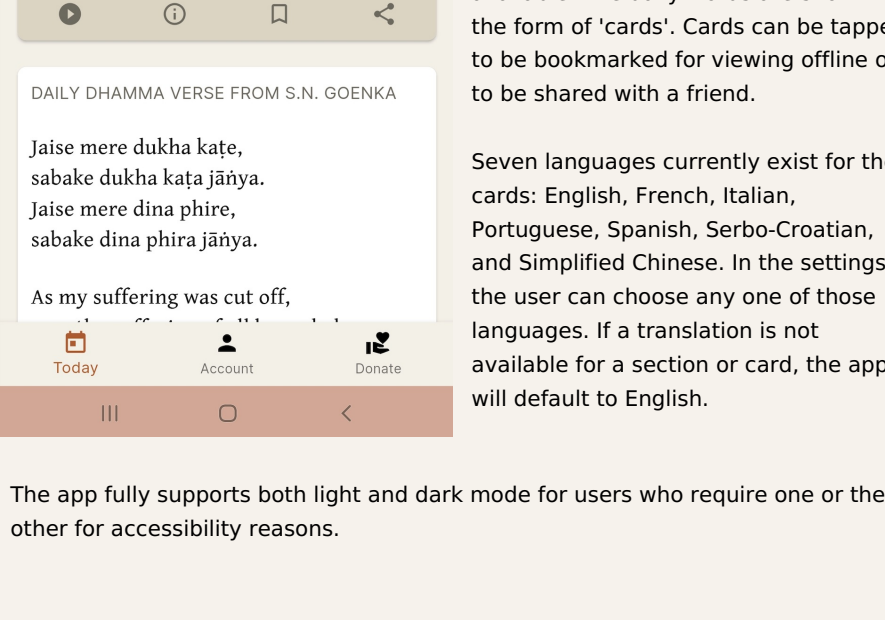 DAILY DHAMMA VERSE FROM S.N. GOENKA
Jaise mere dukha kaṭe,
sabake dukha kaṭa jāṅya.
Jaise mere dina phire,
sabake dina phira jāṅya.
As my suffering was cut off,
Today
Account
Donate
the form of 'cards'. Cards can be tappe
to be bookmarked for viewing offline o
to be shared with a friend.
Seven languages currently exist for th
cards: English, French, Italian,
Portuguese, Spanish, Serbo-Croatian,
and Simplified Chinese. In the settings
the user can choose any one of those
languages. If a translation is not
available for a section or card, the app
will default to English.
The app fully supports both light and dark mode for users who require one or the
other for accessibility reasons.